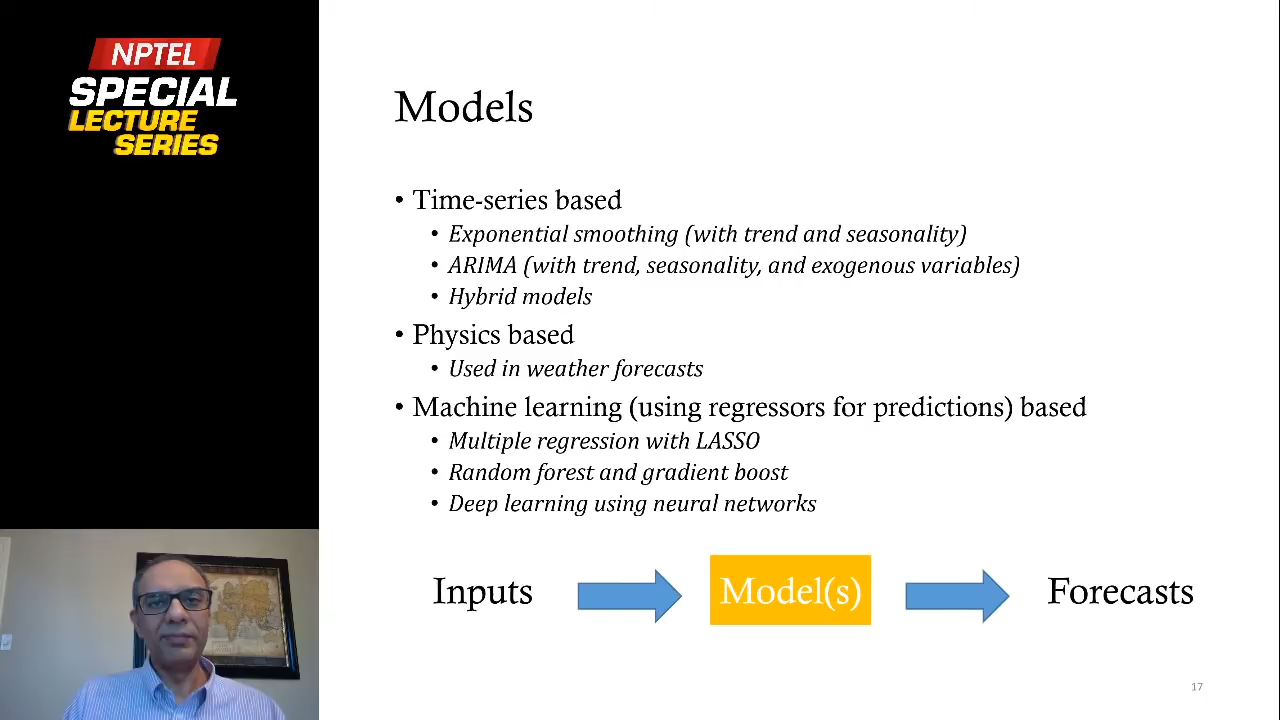 NPTEL
SPECIAL
LECTURE
SERIES
Models
• Time-series based
• Exponential smoothing (with trend and seasonality)
• ARIMA (with trend, seasonality, and exogenous variables)
• Hybrid models
• Physics based
• Used in weather forecasts
• Machine learning (using regressors for predictions) based
• Multiple regression with LASSO
• Random forest and gradient boost
• Deep learning using neural networks
Inputs Model(s) Forecasts
17